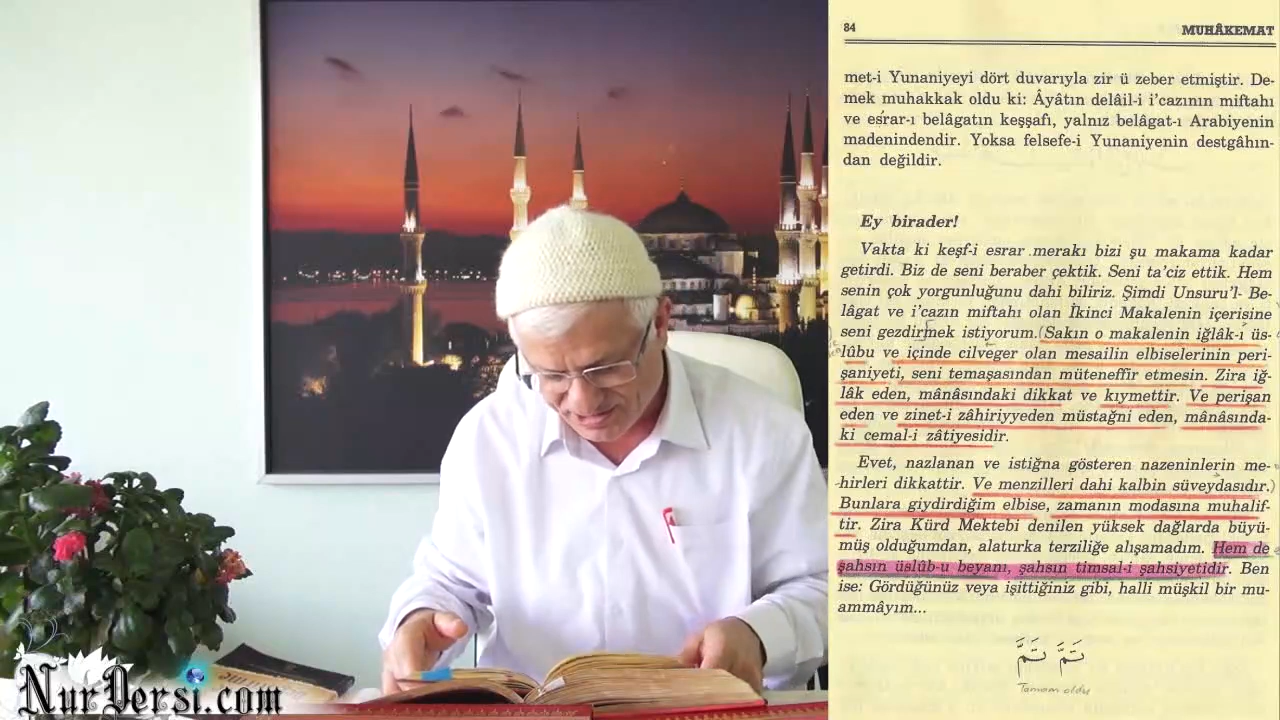 84
MUHÂKEMAT
met-i Yunaniyeyi dört duvarıyla zir ü zeber etmiştir. De-
mek muhakkak oldu ki: Âyâtın delâil-i i'cazının miftahı
ve esrar-ı belâgatın keşşafı, yalnız belâgat-ı Arabiyenin
madenindendir. Yoksa felsefe-i Yunaniyenin destgâhın-
dan değildir.
Ey birader!
Vakta ki keşf-i esrar merakı bizi şu makama kadar
getirdi. Biz de seni beraber çektik. Seni ta'ciz ettik. Hem
senin çok yorgunluğunu dahi biliriz. Şimdi Unsuru'l- Be-
lâgat ve i'cazın miftahı olan İkinci Makalenin içerisine
seni gezdirmek istiyorum. (Sakın o makalenin iğlâk-i üs-
lûbu ve içinde cilveger olan mesailin elbiselerinin peri-
şaniyeti, seni temaşasından müteneffir etmesin. Zira iğ-
lâk eden, mânâsındaki dikkat ve kıymettir. Ve perişan
eden ve zinet-i zâhiriyyeden müstağni eden, mânâsında-
ki cemal-i zâtiyesidir.
Evet, nazlanan ve istiğna gösteren nazeninlerin me-
hirleri dikkattir. Ve menzilleri dahi kalbin süveydasıdır.)
Bunlara giydirdiğim elbise, zamanın modasına muhalif-
tir. Zira Kürd Mektebi denilen yüksek dağlarda büyü-
müş olduğumdan, alaturka terziliğe alışamadım. Hem de
şahsın üslûb-u beyanı, şahsın timsal-i şahsiyetidir. Ben
ise: Gördüğünüz veya işittiğiniz gibi, halli müşkil bir mu-
ammâyım...
تَمَّ تَمَّ
Tamam oldu
NurDersi.com